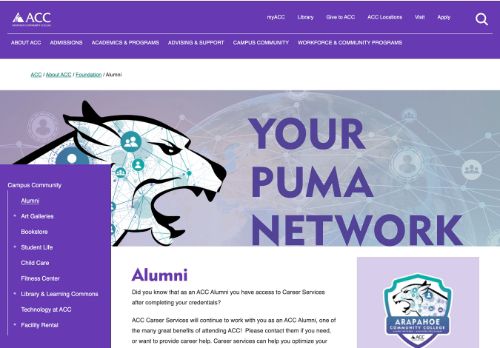 ACC
ARAPAHOE COMMUNITY COLLEGE
myACC Library Give to ACC ACC Locations Visit Apply
ABOUT ACC ADMISSIONS ACADEMICS & PROGRAMS ADVISING & SUPPORT CAMPUS COMMUNITY WORKFORCE & COMMUNITY PROGRAMS
ACC / About ACC / Foundation / Alumni
YOUR
PUMA
NETWORK
Campus Community
Alumni
Art Galleries
Bookstore
Student Life
Child Care
Fitness Center
Library & Learning Commons
Technology at ACC
Facility Rental
Alumni
Did you know that as an ACC Alumni you have access to Career Services
after completing your credentials?
ACC Career Services will continue to work with you as an ACC Alumni, one of
the many great benefits of attending ACC! Please contact them if you need,
or want to provide career help. Career services can help you optimize your
ARAPAHOE
COMMUNITY COLLEGE
ACC